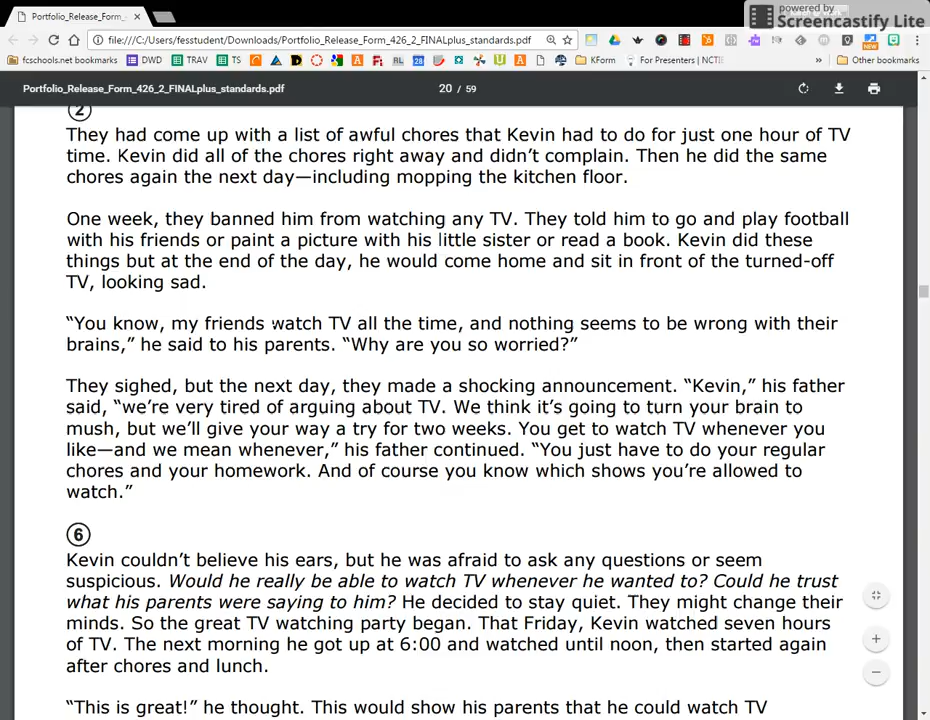 Portfolio_Release_Form_
powered by
Screencastify Lite
file:///C:/Users/fesstudent/Downloads/Portfolio_Release_Form_426_2_FINALplus_standards.pdf
fcschools.net bookmarks DWD TRAV TS RL 28 KForm For Presenters | NCTI » Other bookmarks
Portfolio_Release_Form_426_2_FINALplus_standards.pdf 20 / 59
2
They had come up with a list of awful chores that Kevin had to do for just one hour of TV
time. Kevin did all of the chores right away and didn’t complain. Then he did the same
chores again the next day—including mopping the kitchen floor.
One week, they banned him from watching any TV. They told him to go and play football
with his friends or paint a picture with his little sister or read a book. Kevin did these
things but at the end of the day, he would come home and sit in front of the turned-off
TV, looking sad.
“You know, my friends watch TV all the time, and nothing seems to be wrong with their
brains,” he said to his parents. “Why are you so worried?”
They sighed, but the next day, they made a shocking announcement. “Kevin,” his father
said, “we’re very tired of arguing about TV. We think it’s going to turn your brain to
mush, but we’ll give your way a try for two weeks. You get to watch TV whenever you
like—and we mean whenever,” his father continued. “You just have to do your regular
chores and your homework. And of course you know which shows you’re allowed to
watch.”
6
Kevin couldn’t believe his ears, but he was afraid to ask any questions or seem
suspicious. Would he really be able to watch TV whenever he wanted to? Could he trust
what his parents were saying to him? He decided to stay quiet. They might change their
minds. So the great TV watching party began. That Friday, Kevin watched seven hours
of TV. The next morning he got up at 6:00 and watched until noon, then started again
after chores and lunch.
“This is great!” he thought. This would show his parents that he could watch TV